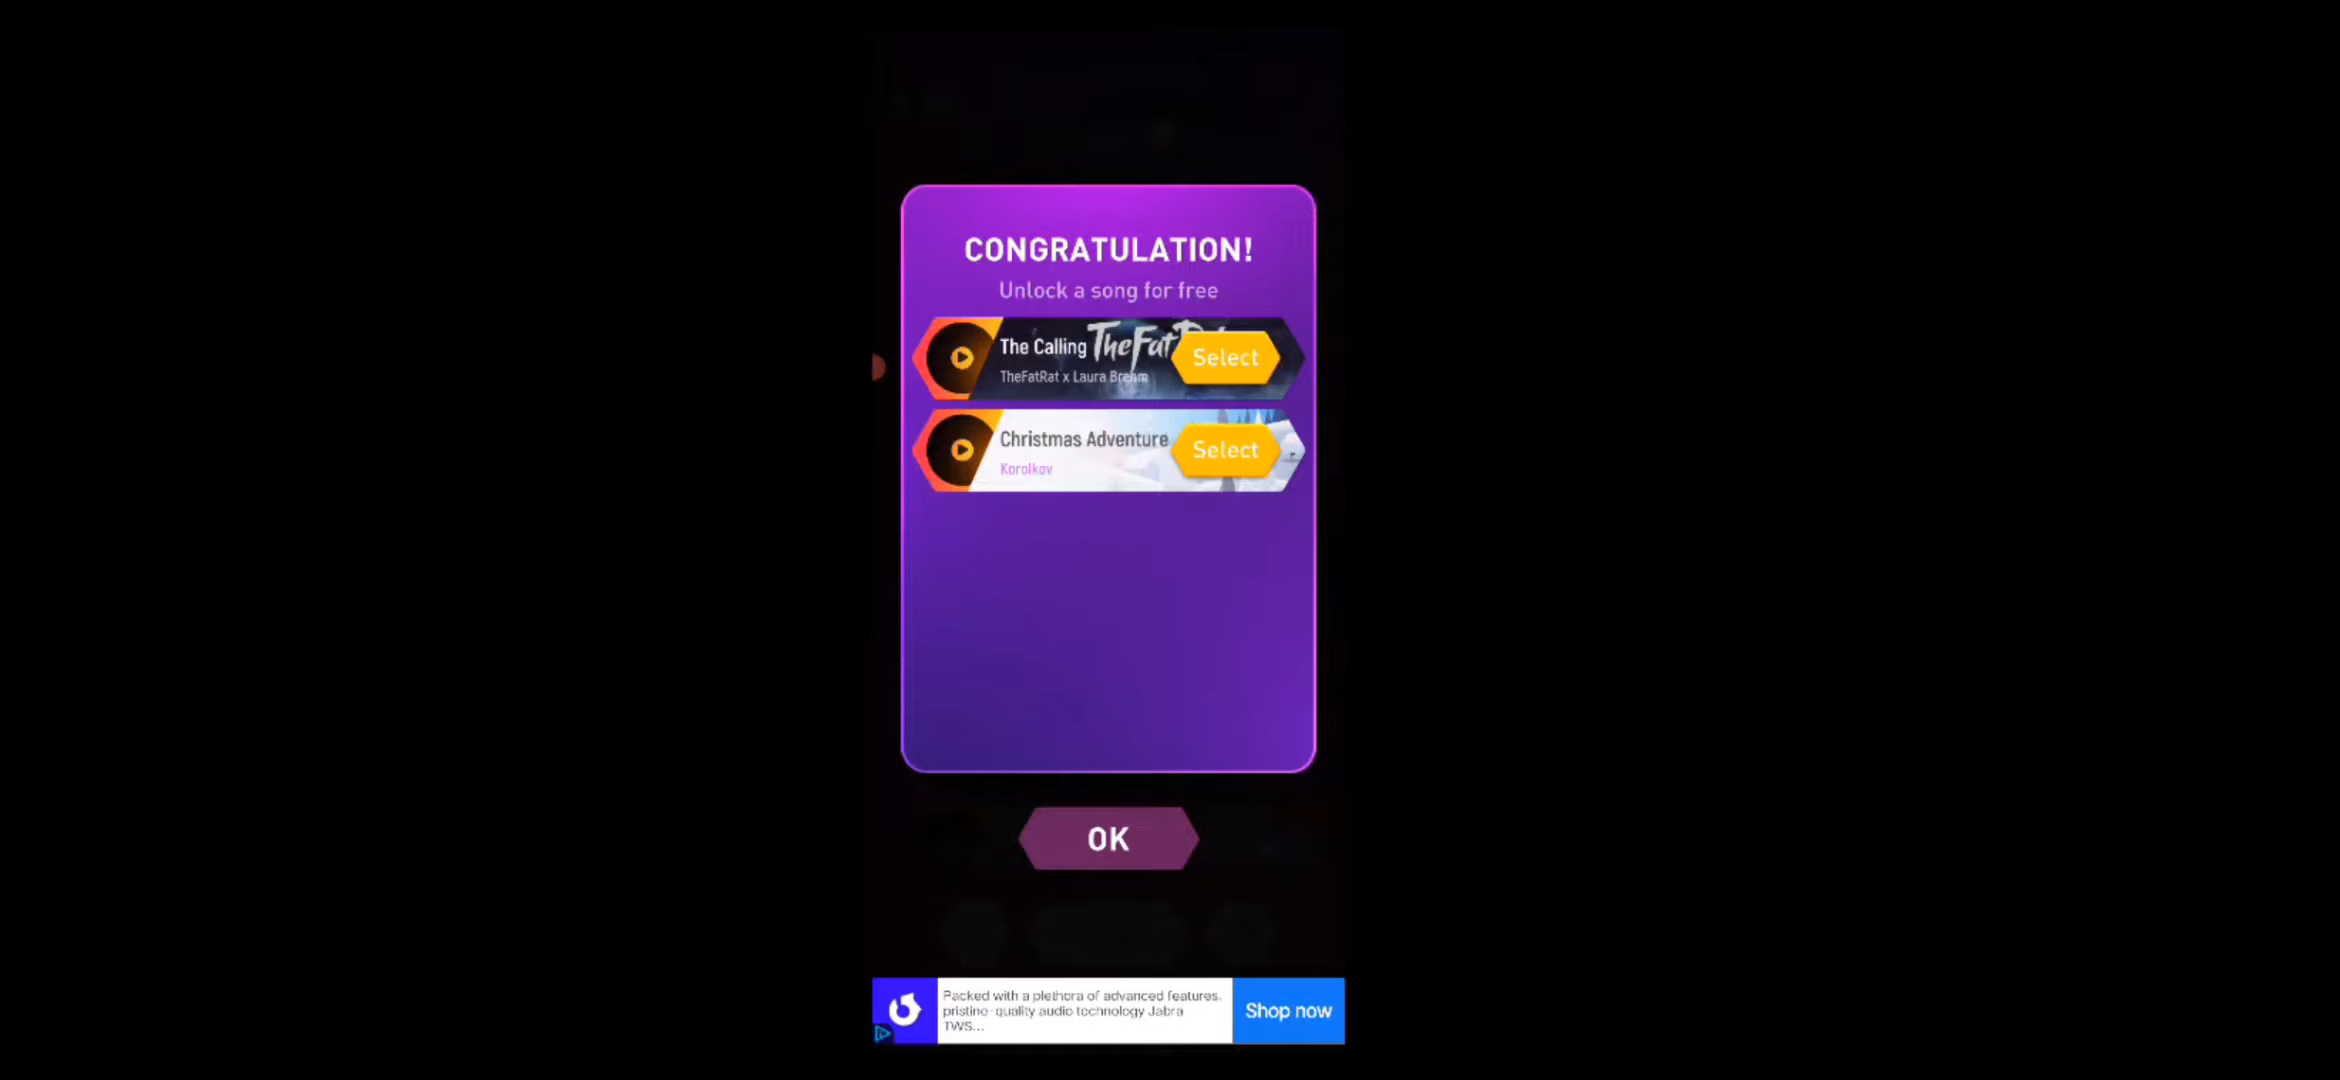 CONGRATULATION!
Unlock a song for free
The Calling
TheFat
TheFatRat x Laura Brehm
Select
Christmas Adventure
Korolkov
Select
OK
Packed with a plethora of advanced features,
pristine-quality audio technology Jabra
TWS...
Shop now